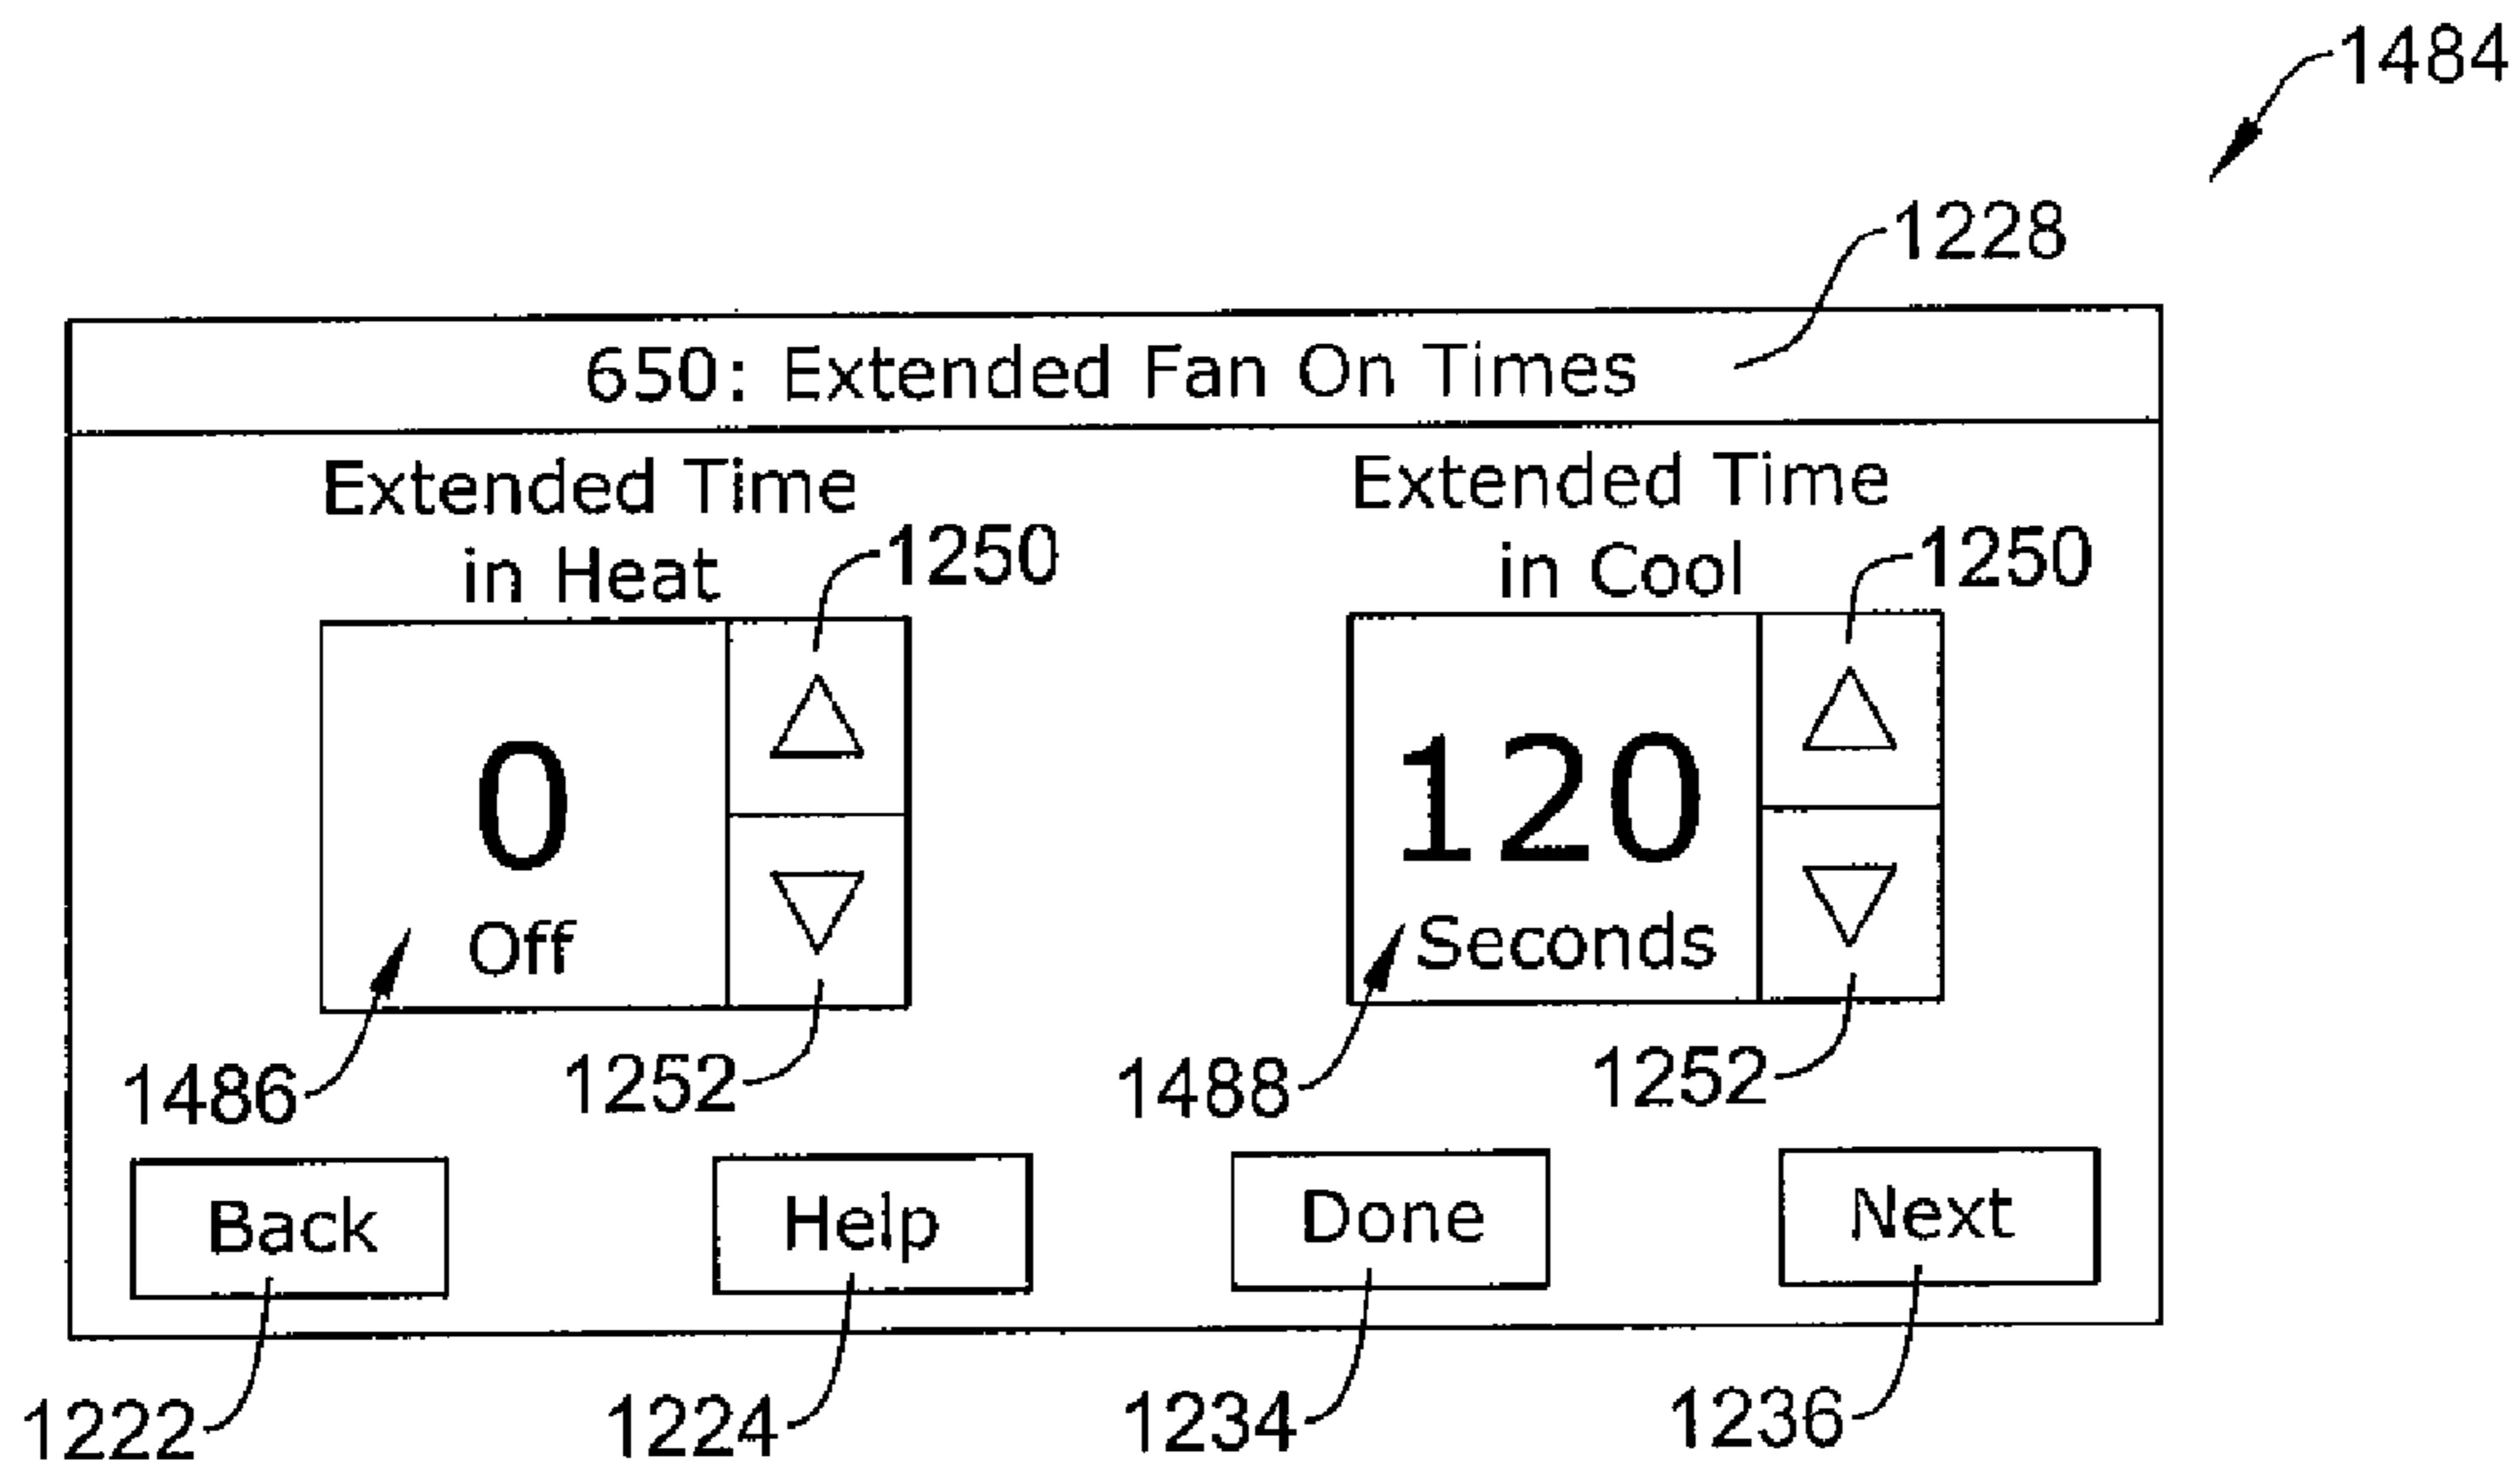 1484
1228
650: Extended Fan On Times
Extended Time
in Heat
1250
Extended Time
in Cool
1250
0
Off
120
Seconds
1486
1252
1488
1252
Back
Help
Done
Next
1222
1224
1234
1236